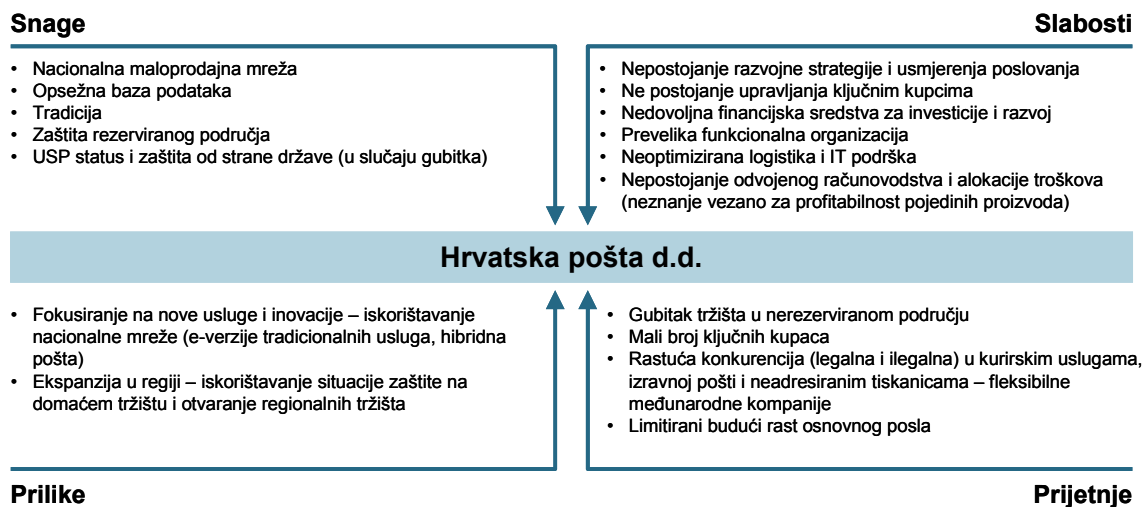 Snage
• Nacionalna maloprodajna mreža
• Opsežna baza podataka
• Tradicija
• Zaštita rezerviranog područja
• USP status i zaštita od strane države (u slučaju gubitka)
Slabosti
• Nepostojanje razvojne strategije i usmjerenja poslovanja
• Ne postojanje upravljanja ključnim kupcima
• Nedovoljna financijska sredstva za investicije i razvoj
• Prevelika funkcionalna organizacija
• Neoptimizirana logistika i IT podrška
• Nepostojanje odvojenog računovodstva i alokacije troškova
(neznanje vezano za profitabilnost pojedinih proizvoda)
Hrvatska pošta d.d.
• Fokusiranje na nove usluge i inovacije – iskorištavanje
nacionalne mreže (e-verzije tradicionalnih usluga, hibridna
pošta)
• Ekspanzija u regiji – iskorištavanje situacije zaštite na
domaćem tržištu i otvaranje regionalnih tržišta
Prilike
• Gubitak tržišta u nerezerviranom području
• Mali broj ključnih kupaca
• Rastuća konkurencija (legalna i ilegalna) u kurirskim uslugama,
izravnoj pošti i neadresiranim tiskanicama – fleksibilne
međunarodne kompanije
• Limitirani budući rast osnovnog posla
Prijetnje